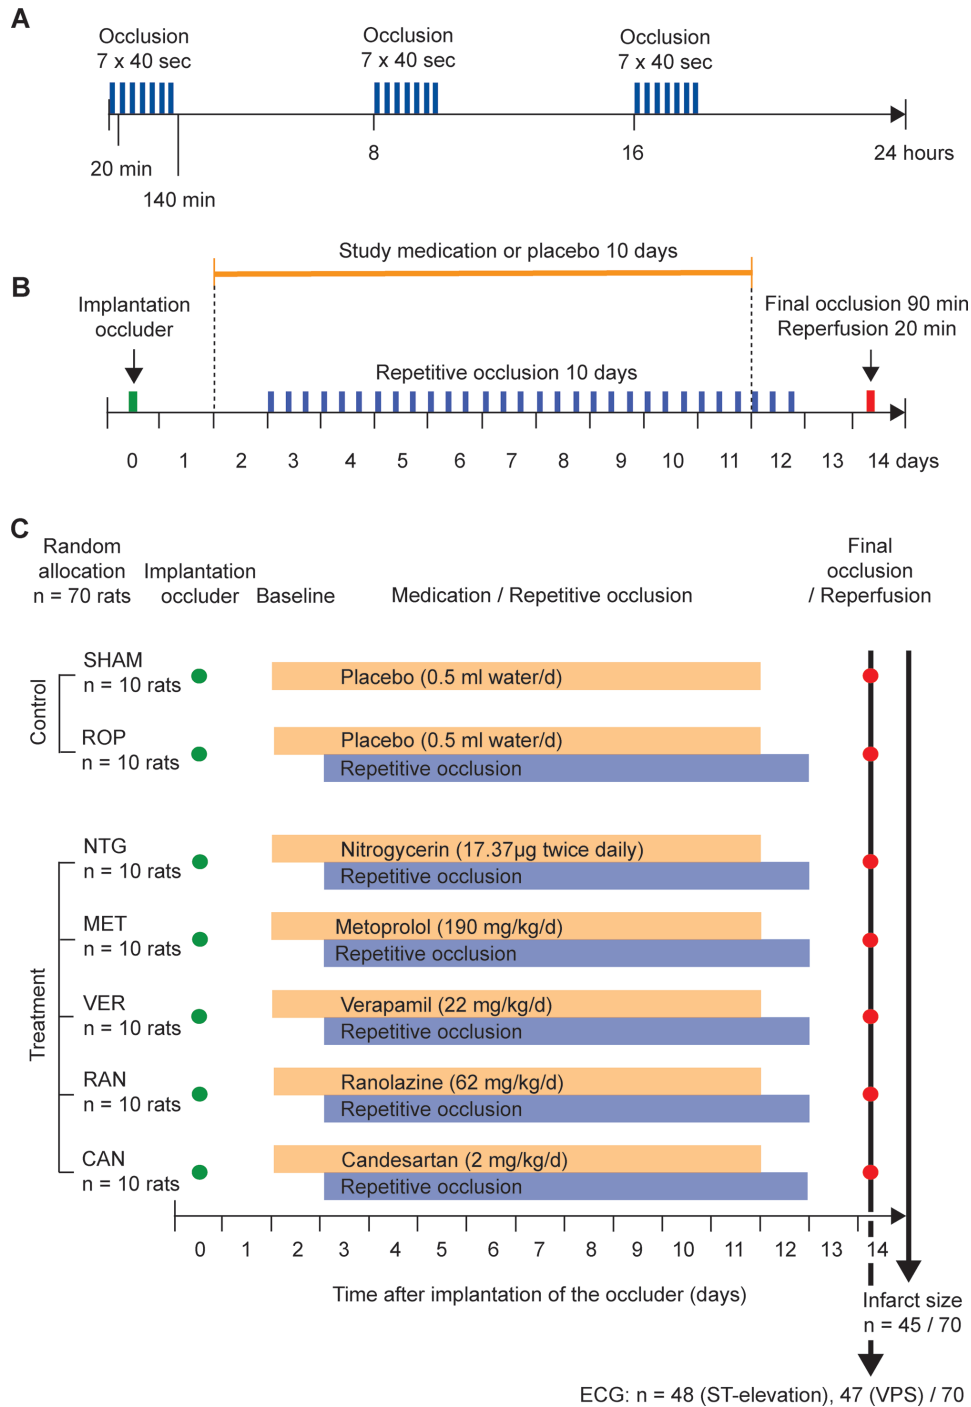 A
Occlusion
7 x 40 sec
Occlusion
7 x 40 sec
Occlusion
7 x 40 sec
20 min
140 min
8
16
24 hours
B
Study medication or placebo 10 days
Implantation
occluder
Final occlusion 90 min
Reperfusion 20 min
Repetitive occlusion 10 days
0 1 2 3 4 5 6 7 8 9 10 11 12 13 14 days
C
Random
allocation
n = 70 rats
Implantation
occluder
Baseline
Medication / Repetitive occlusion
Final
occlusion
/ Reperfusion
Control
SHAM
n = 10 rats
Placebo (0.5 ml water/d)
ROP
n = 10 rats
Placebo (0.5 ml water/d)
Repetitive occlusion
Treatment
NTG
n = 10 rats
Nitrogycerin (17.37µg twice daily)
Repetitive occlusion
MET
n = 10 rats
Metoprolol (190 mg/kg/d)
Repetitive occlusion
VER
n = 10 rats
Verapamil (22 mg/kg/d)
Repetitive occlusion
RAN
n = 10 rats
Ranolazine (62 mg/kg/d)
Repetitive occlusion
CAN
n = 10 rats
Candesartan (2 mg/kg/d)
Repetitive occlusion
0 1 2 3 4 5 6 7 8 9 10 11 12 13 14
Time after implantation of the occluder (days)
Infarct size
n = 45 / 70
ECG: n = 48 (ST-elevation), 47 (VPS) / 70